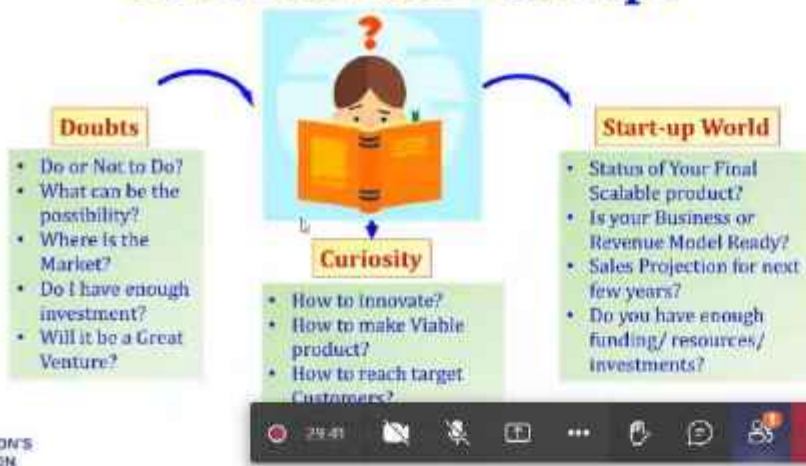 ?
Doubts
• Do or Not to Do?
• What can be the
possibility?
• Where is the
Market?
• Do I have enough
investment?
• Will it be a Great
Venture?
Curiosity
• How to Innovate?
• How to make Viable
product?
• How to reach target
Customers?
Start-up World
• Status of Your Final
Scalable product?
• Is your Business or
Revenue Model Ready?
• Sales Projection for next
few years?
• Do you have enough
funding/ resources/
investments?
ON'S
29:41